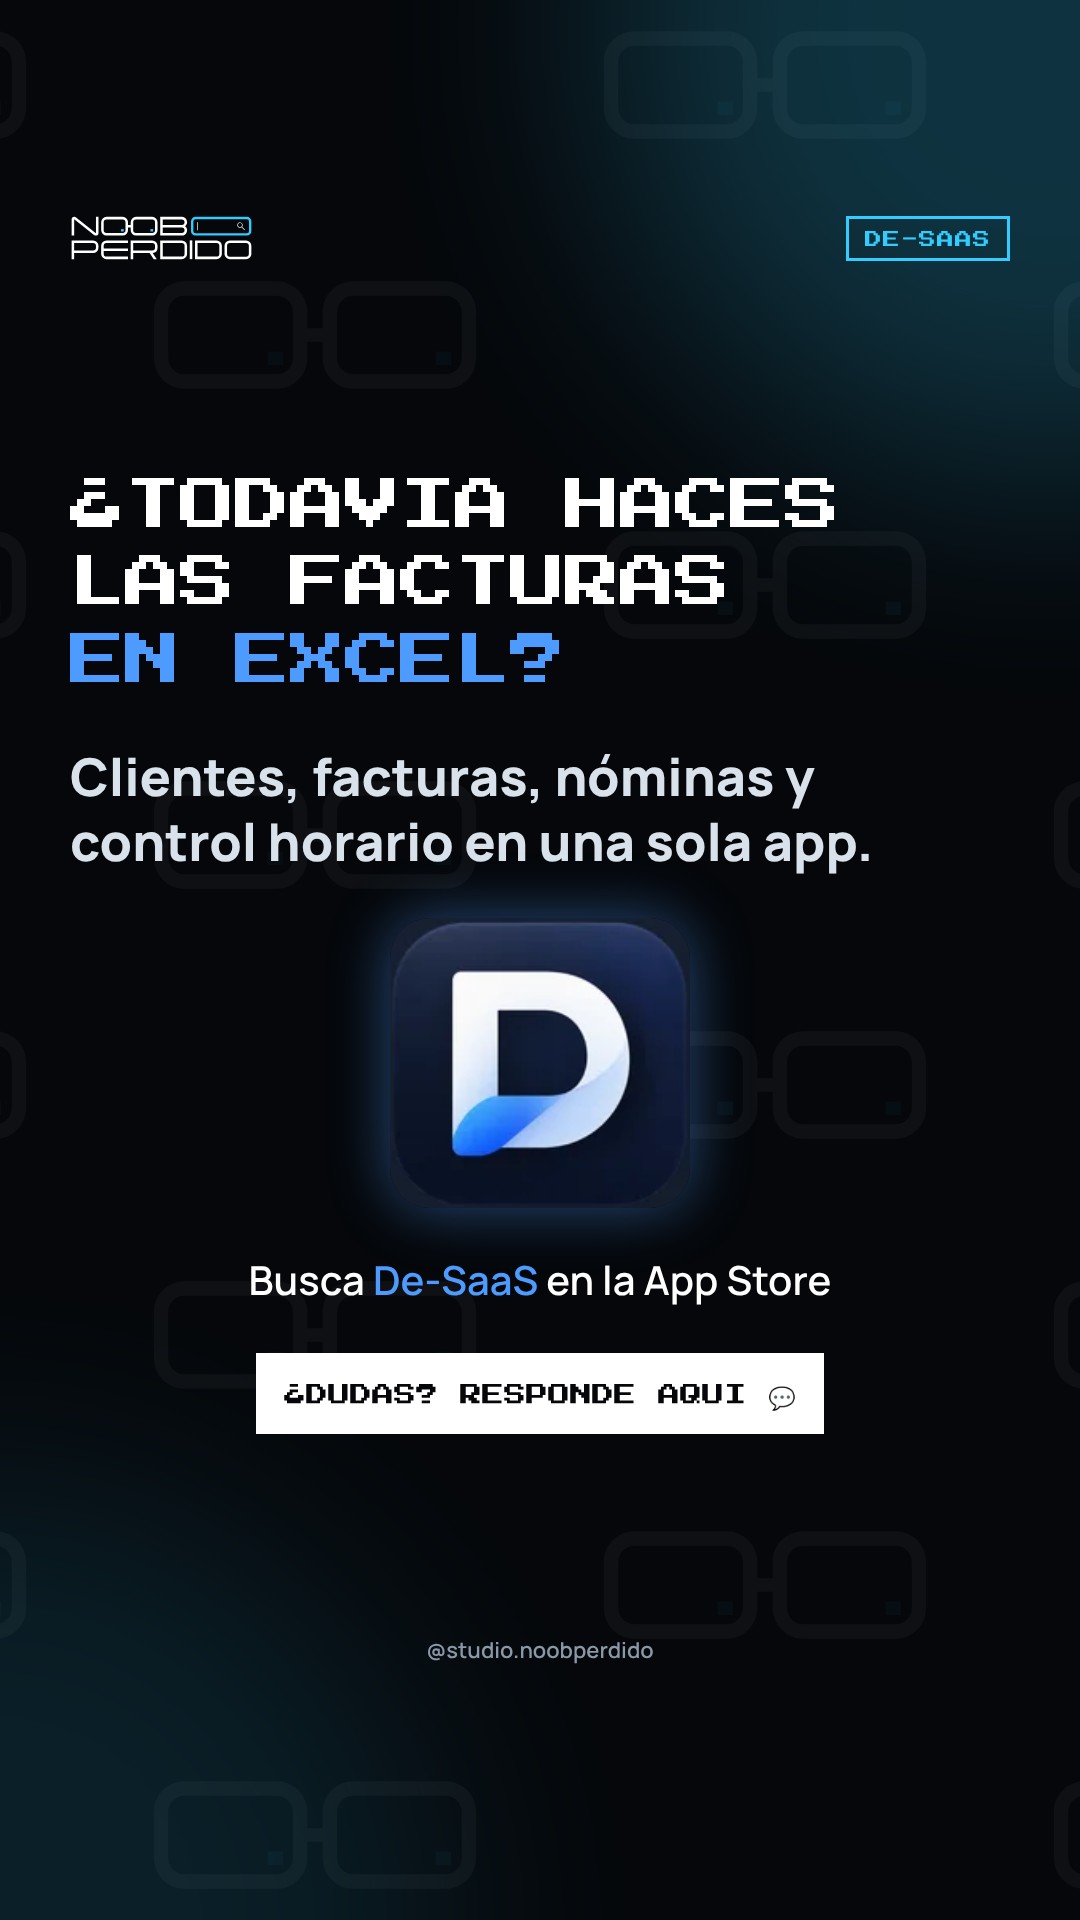 NOOB
PERDIDO
DE-SAAS
¿TODAVIA HACES
LAS FACTURAS
EN EXCEL?
Clientes, facturas, nóminas y
control horario en una sola app.
D
Busca De-SaaS en la App Store
¿DUDAS? RESPONDE AQUI 💬
@studio.noobperdido